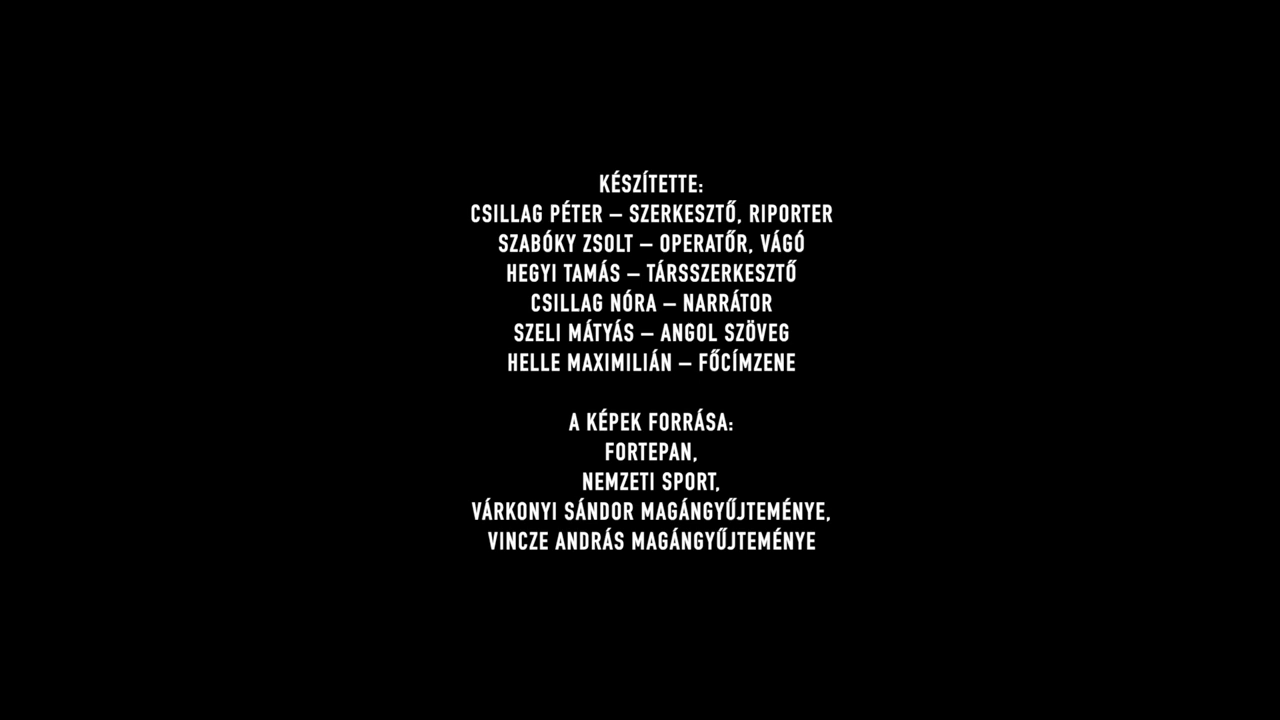 KÉSZÍTETTE:
CSILLAG PÉTER – SZERKESZTŐ, RIPORTER
SZABÓKY ZSOLT – OPERATŐR, VÁGÓ
HEGYI TAMÁS – TÁRSSZERKESZTŐ
CSILLAG NÓRA – NARRÁTOR
SZELI MÁTYÁS – ANGOL SZÖVEG
HELLE MAXIMILIÁN – FŐCÍMZENE
A KÉPEK FORRÁSA:
FORTEPAN,
NEMZETI SPORT,
VÁRKONYI SÁNDOR MAGÁNGYŰJTEMÉNYE,
VINCZE ANDRÁS MAGÁNGYŰJTEMÉNYE